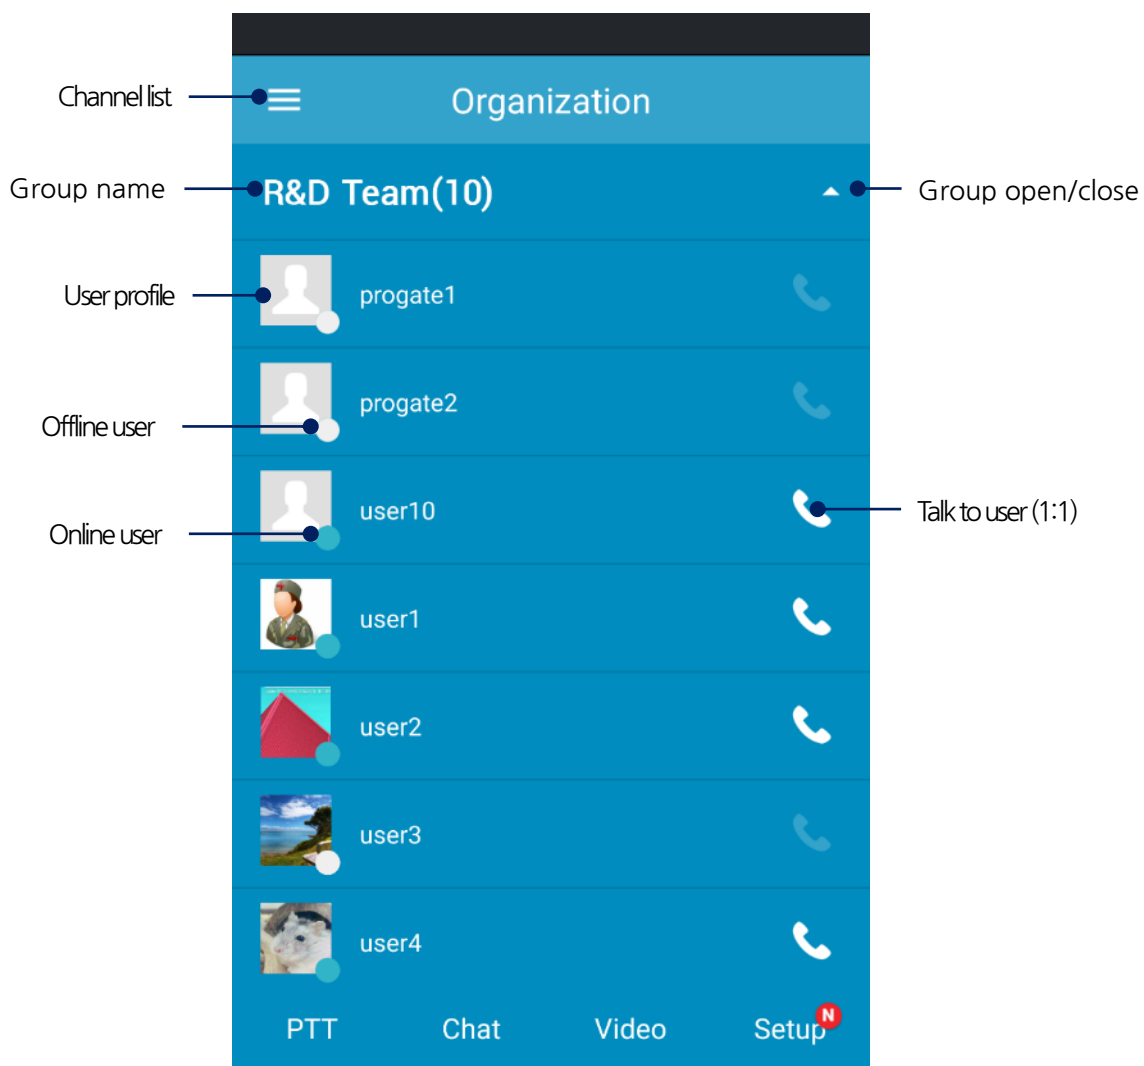 Channel list
Organization
Group name
R&D Team(10)
Group open/close
User profile
progate1
progate2
Offline user
user10
Talk to user (1:1)
Online user
user1
user2
user3
user4
PTT
Chat
Video
Setup
N